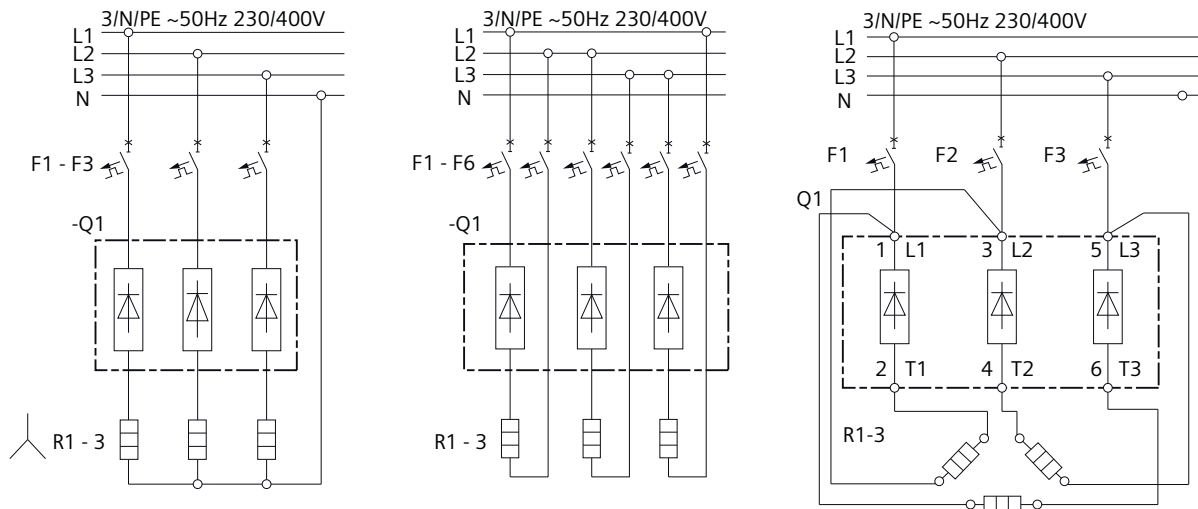 3/N/PE ~50Hz 230/400V
L1
L2
L3
N
F1 - F3
-Q1
R1 - 3
3/N/PE ~50Hz 230/400V
L1
L2
L3
N
F1 - F6
-Q1
R1 - 3
3/N/PE ~50Hz 230/400V
L1
L2
L3
N
F1 F2 F3
Q1
1 L1 3 L2 5 L3
2 T1 4 T2 6 T3
R1-3